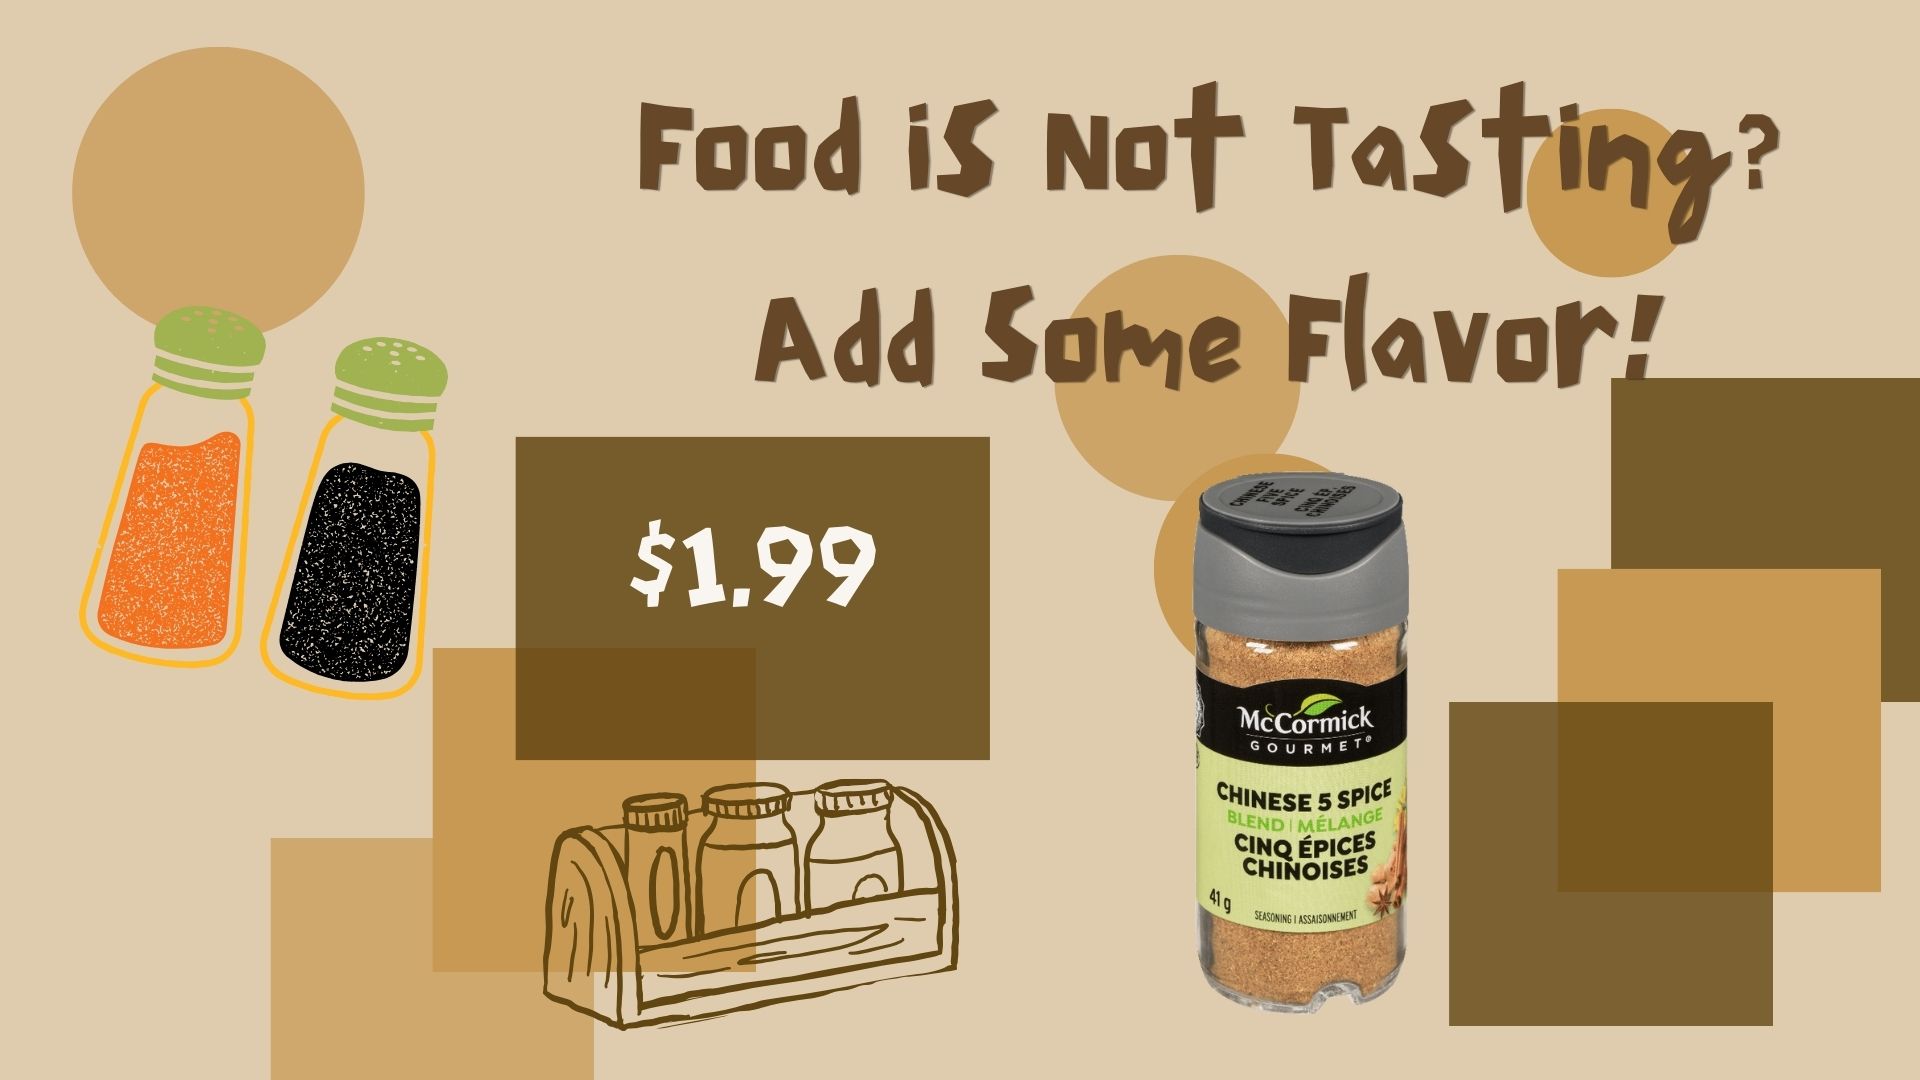 Food is Not Tasting?
Add Some Flavor!
$1.99
CHINESE
FIVE
SPICE
CINQ ÉP.
CHINOISES
McCormick
GOURMET®
CHINESE 5 SPICE
BLEND | MÉLANGE
CINQ ÉPICES
CHINOISES
41 g
SEASONING | ASSAISONNEMENT